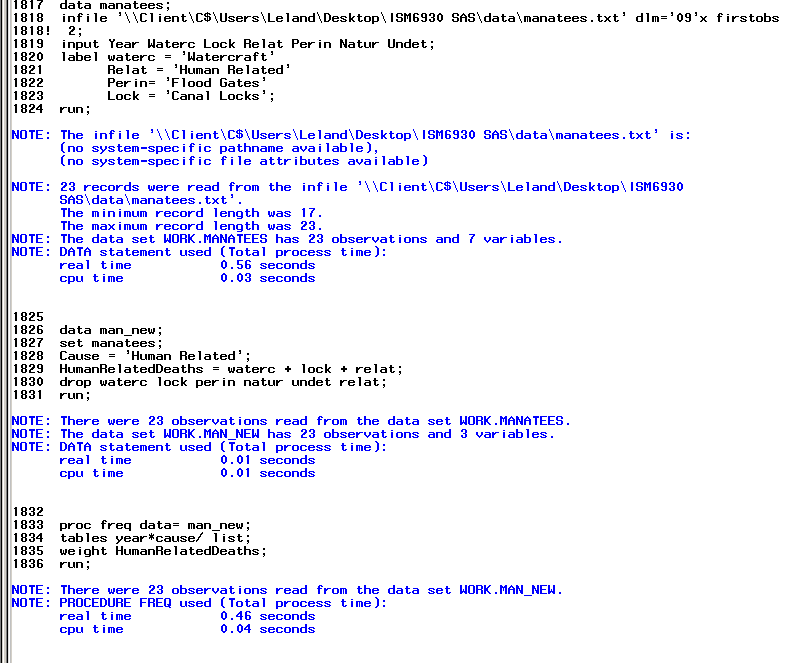 1817  data manatees;
1818  infile '\\Client\C$\Users\Leland\Desktop\ISM6930 SAS\data\manatees.txt' dlm='09'x firstobs
1818!  2;
1819  input Year Waterc Lock Relat Perin Natur Undet;
1820  label waterc = 'Watercraft'
1821        Relat = 'Human Related'
1822        Perin= 'Flood Gates'
1823        Lock = 'Canal Locks';
1824  run;
NOTE: The infile '\\Client\C$\Users\Leland\Desktop\ISM6930 SAS\data\manatees.txt' is:
      (no system-specific pathname available),
      (no system-specific file attributes available)
NOTE: 23 records were read from the infile '\\Client\C$\Users\Leland\Desktop\ISM6930
      SAS\data\manatees.txt'.
      The minimum record length was 17.
      The maximum record length was 23.
NOTE: The data set WORK.MANATEES has 23 observations and 7 variables.
NOTE: DATA statement used (Total process time):
      real time           0.56 seconds
      cpu time            0.03 seconds
1825
1826  data man_new;
1827  set manatees;
1828  Cause = 'Human Related';
1829  HumanRelatedDeaths = waterc + lock + relat;
1830  drop waterc lock perin natur undet relat;
1831  run;
NOTE: There were 23 observations read from the data set WORK.MANATEES.
NOTE: The data set WORK.MAN_NEW has 23 observations and 3 variables.
NOTE: DATA statement used (Total process time):
      real time           0.01 seconds
      cpu time            0.01 seconds
1832
1833  proc freq data= man_new;
1834  tables year*cause/ list;
1835  weight HumanRelatedDeaths;
1836  run;
NOTE: There were 23 observations read from the data set WORK.MAN_NEW.
NOTE: PROCEDURE FREQ used (Total process time):
      real time           0.46 seconds
      cpu time            0.04 seconds